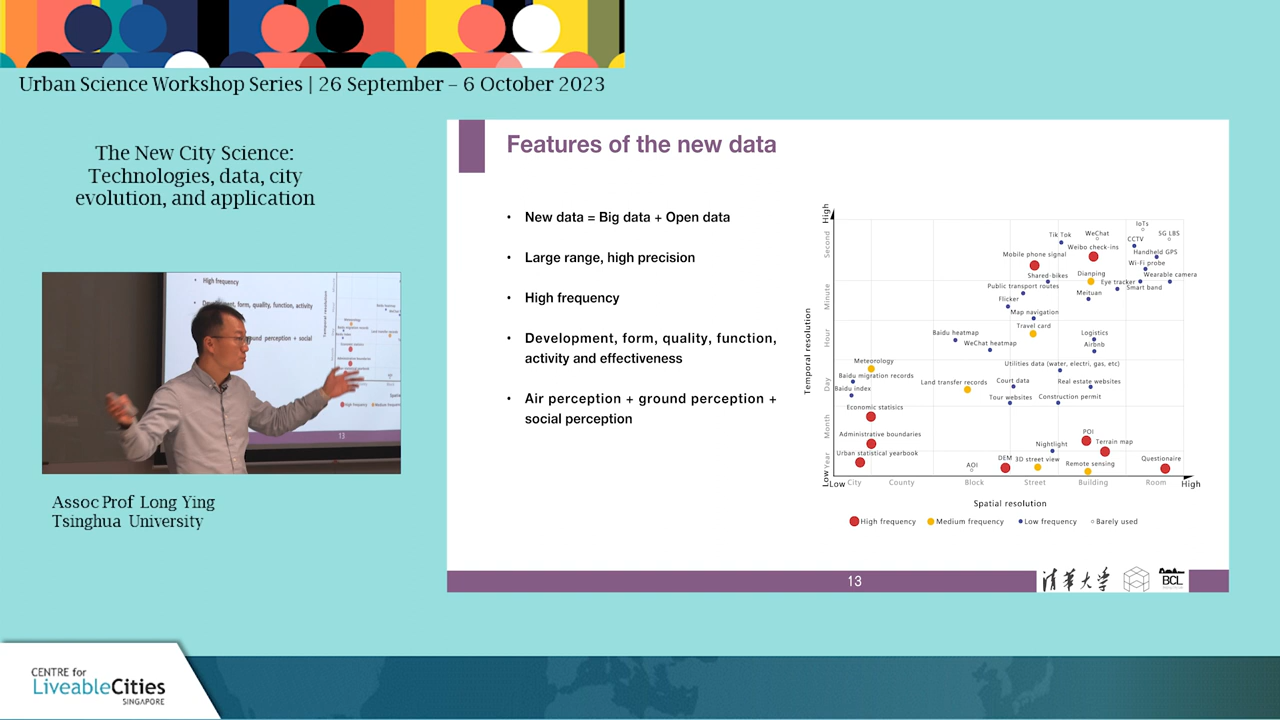 Urban Science Workshop Series | 26 September – 6 October 2023
The New City Science:
Technologies, data, city
evolution, and application
High frequency
13
Assoc Prof Long Ying
Tsinghua University
Features of the new data
• New data = Big data + Open data
• Large range, high precision
• High frequency
• Development, form, quality, function,
activity and effectiveness
• Air perception + ground perception +
social perception
High
Second
Minute
Hour
Day
Month
Year
Low
Temporal resolution
IoTs
Tik Tok
WeChat
5G LBS
CCTV
Weibo check-ins
Mobile phone signal
Handheld GPS
Wi-Fi probe
Shared-bikes
Dianping
Wearable camera
Public transport routes
Eye tracker
Smart band
Flicker
Meituan
Map navigation
Travel card
Baidu heatmap
Logistics
WeChat heatmap
Airbnb
Meteorology
Utilities data (water, electri, gas, etc)
Baidu migration records
Land transfer records
Court data
Real estate websites
Baidu index
Tour websites
Construction permit
Economic statisics
Administrative boundaries
POI
Nightlight
Terrain map
Urban statistical yearbook
AOI
DEM
3D street view
Remote sensing
Questionaire
Low
City
County
Block
Street
Building
Room
High
Spatial resolution
High frequency
Medium frequency
Low frequency
Barely used
13
清华大学
BCL
CENTRE for
LiveableCities
SINGAPORE